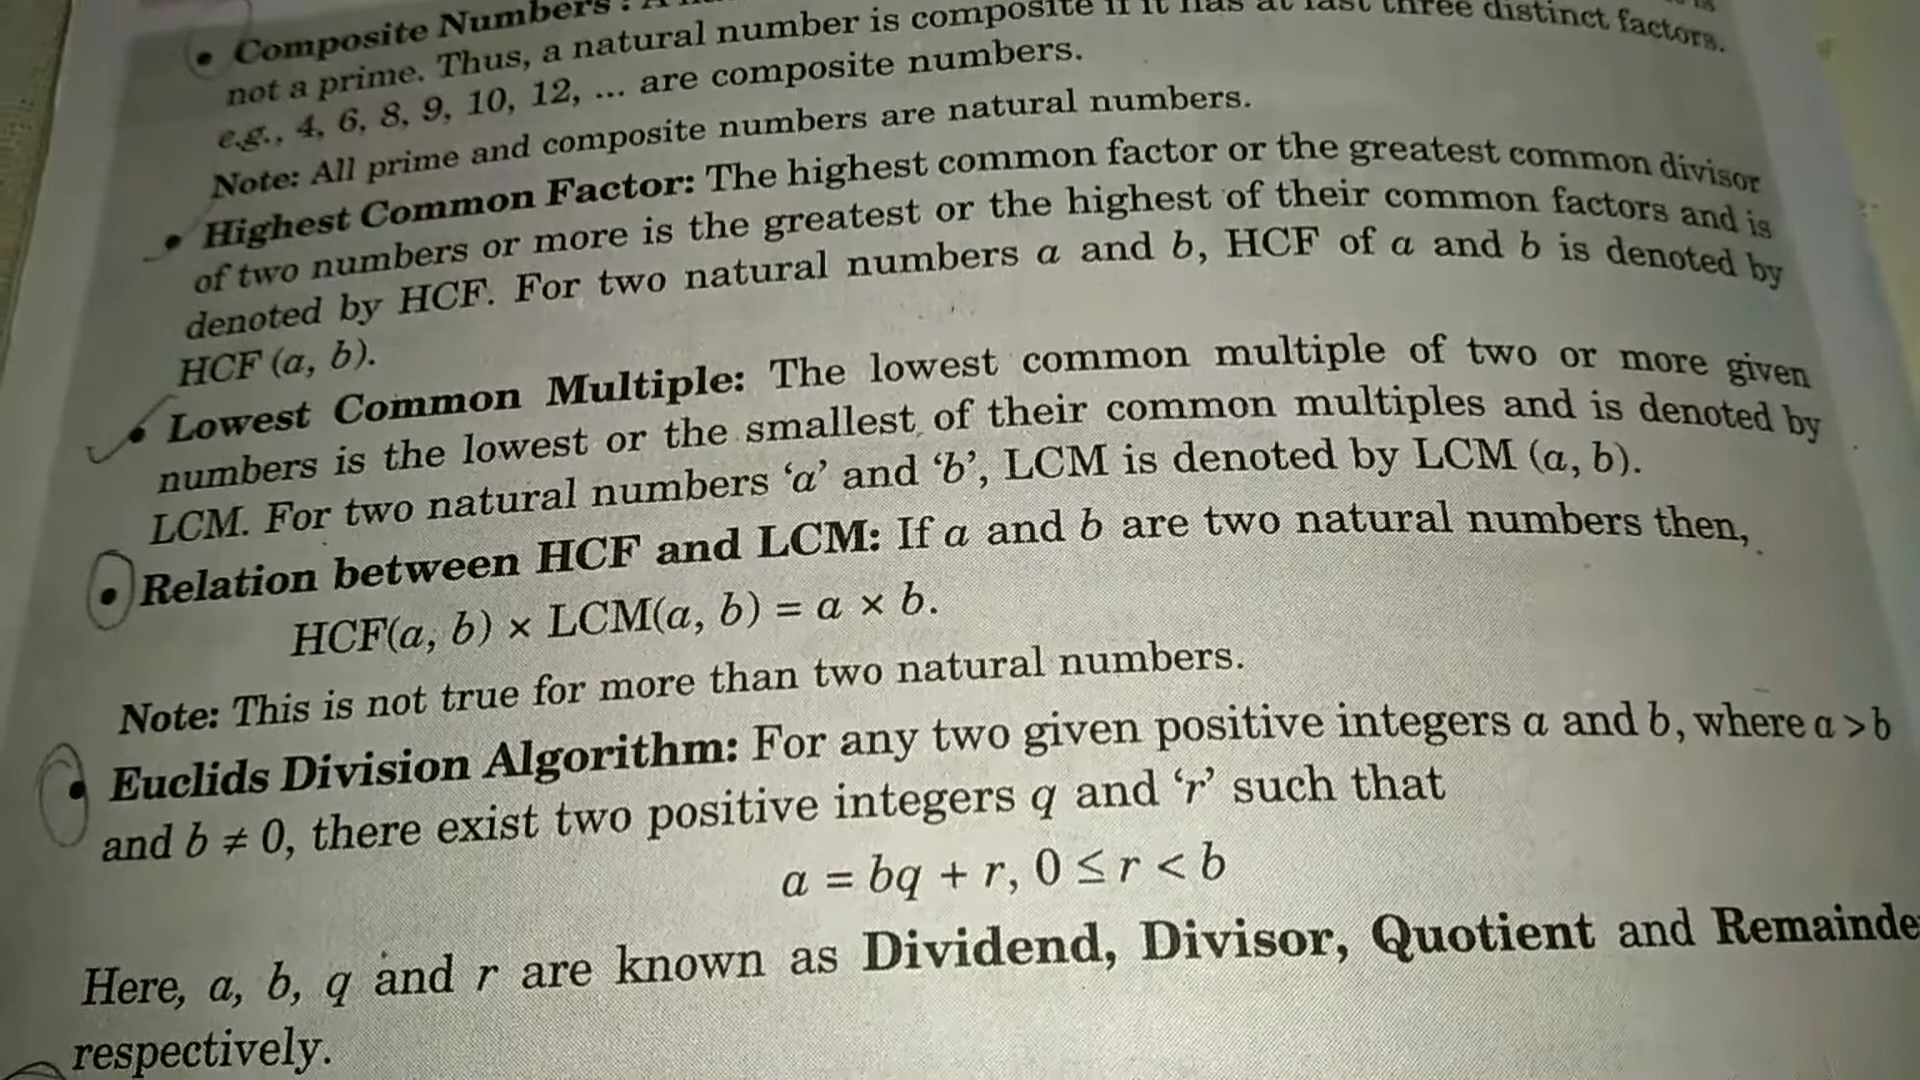 • Composite Numbers :
not a prime. Thus, a natural number is composite if it has at last three distinct factors.
e.g., 4, 6, 8, 9, 10, 12, ... are composite numbers.
Note: All prime and composite numbers are natural numbers.
• Highest Common Factor: The highest common factor or the greatest common divisor
of two numbers or more is the greatest or the highest of their common factors and is
denoted by HCF. For two natural numbers a and b, HCF of a and b is denoted by
HCF (a, b).
• Lowest Common Multiple: The lowest common multiple of two or more given
numbers is the lowest or the smallest of their common multiples and is denoted by
LCM. For two natural numbers ‘a’ and ‘b’, LCM is denoted by LCM (a, b).
• Relation between HCF and LCM: If a and b are two natural numbers then,
HCF(a, b) × LCM(a, b) = a × b.
Note: This is not true for more than two natural numbers.
• Euclids Division Algorithm: For any two given positive integers a and b, where a > b
and b ≠ 0, there exist two positive integers q and ‘r’ such that
a = bq + r, 0 ≤ r < b
Here, a, b, q and r are known as Dividend, Divisor, Quotient and Remainde
respectively.